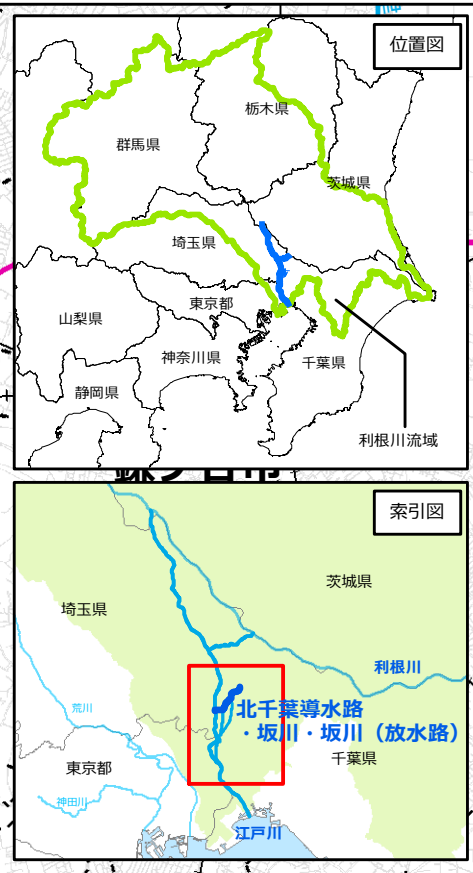 位置図
栃木県
群馬県
茨城県
埼玉県
東京都
山梨県
神奈川県
千葉県
静岡県
利根川流域
索引図
茨城県
埼玉県
利根川
荒川
北千葉導水路
・坂川・坂川（放水路）
千葉県
東京都
神田川
江戸川